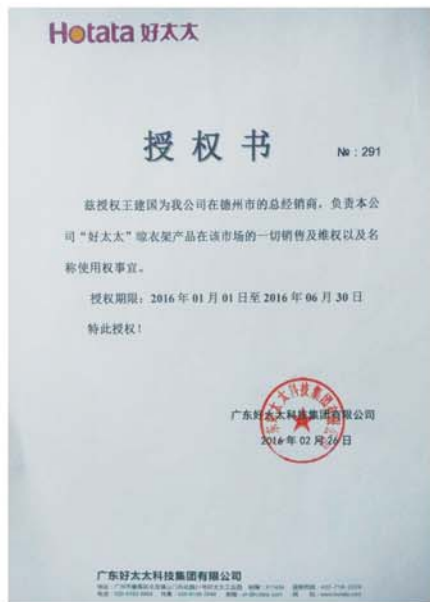 Hotata 好太太
授权书
№：291
兹授权王建国为我公司在德州市的总经销商，负责本公
司“好太太”晾衣架产品在该市场的一切销售及维权以及名
称使用权事宜。
授权期限：2016年01月01日至2016年06月30日
特此授权！
广东好太太科技集团有限公司
2016年02月26日
广东好太太科技集团有限公司